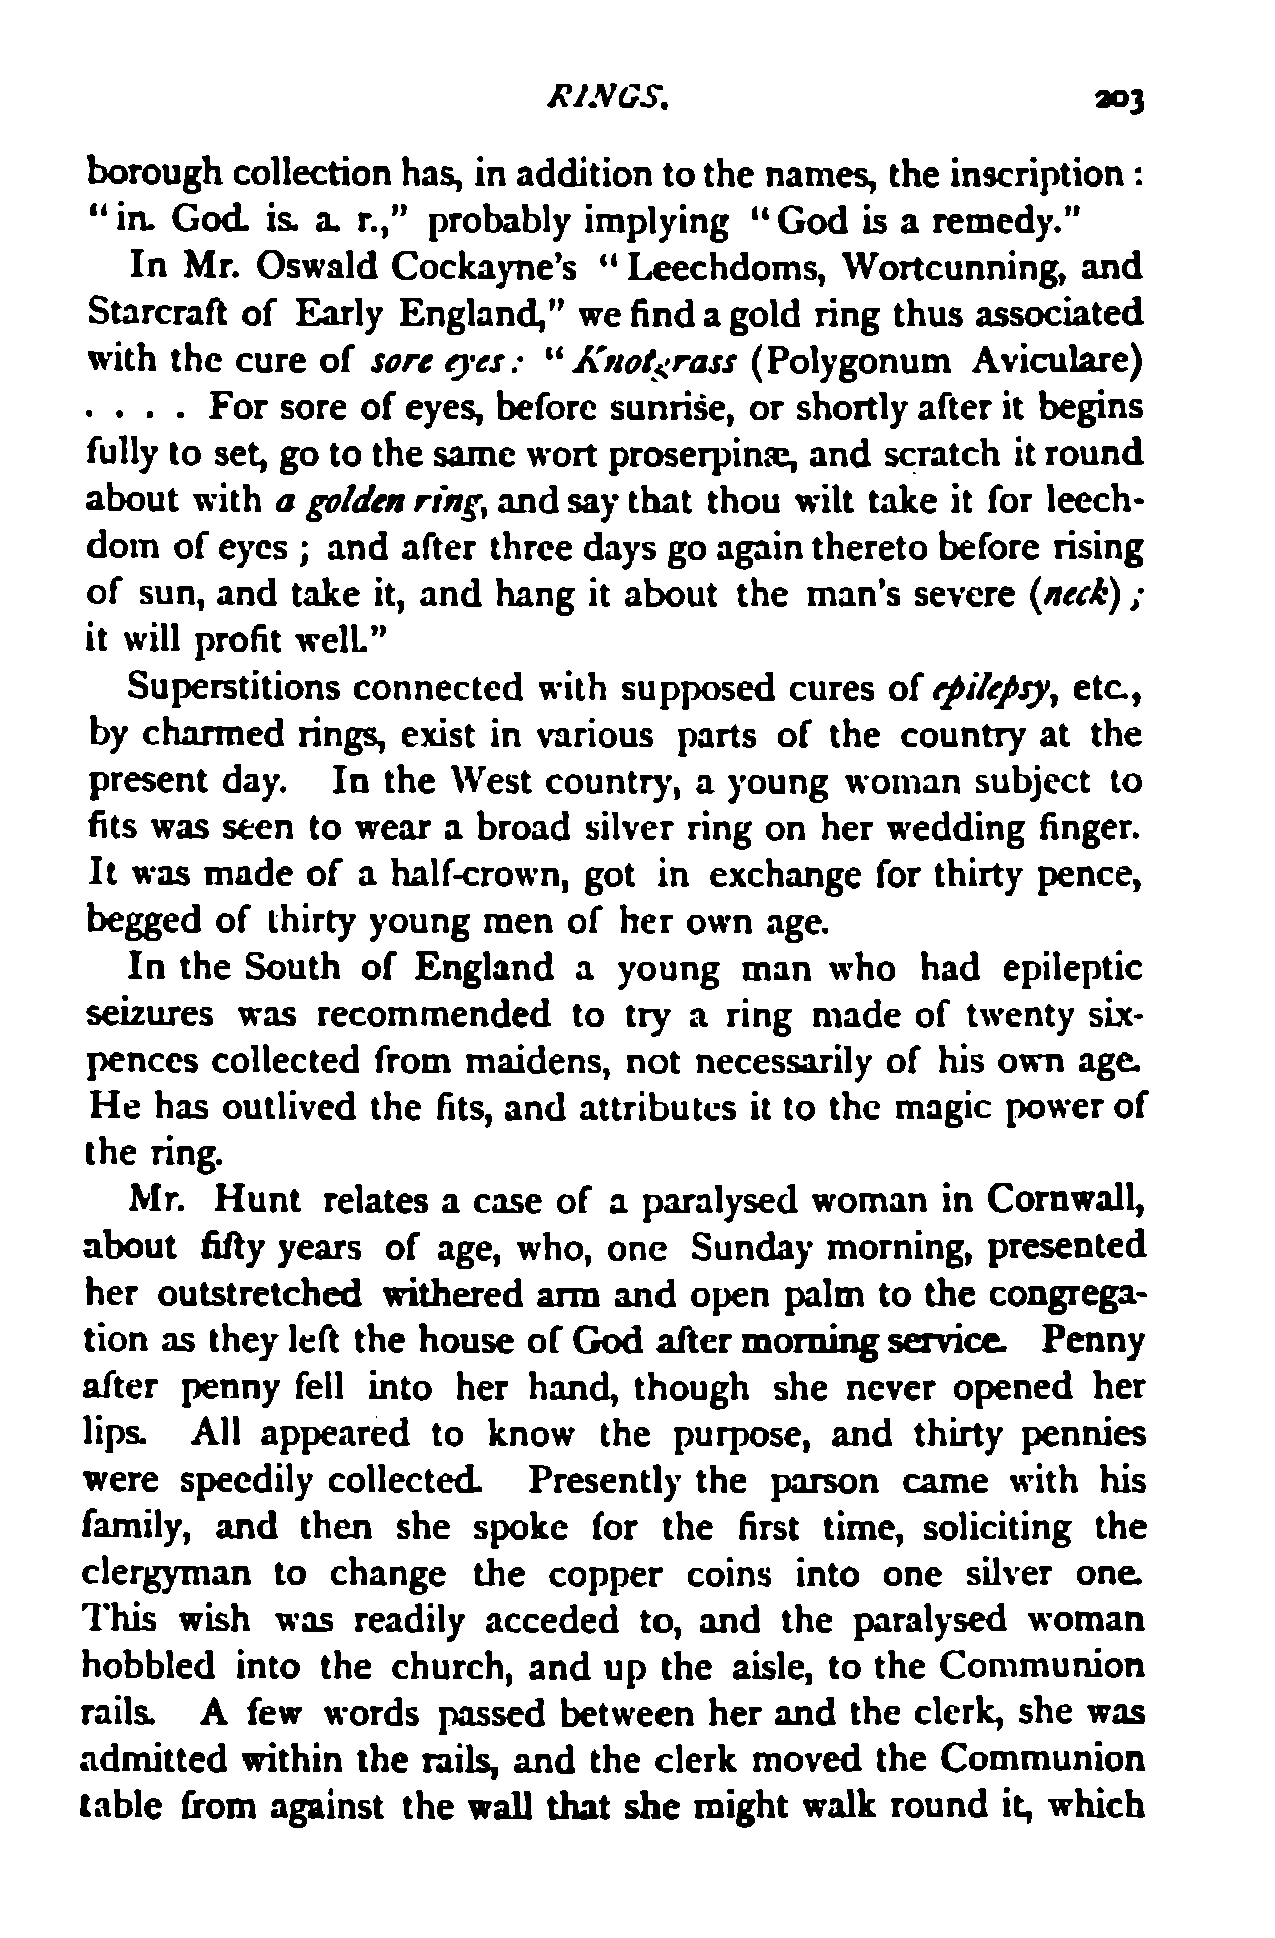 RINGS. 203
borough collection has, in addition to the names, the inscription :
"in. God. is. a. r.," probably implying "God is a remedy."
In Mr. Oswald Cockayne's "Leechdoms, Wortcunning, and
Starcraft of Early England," we find a gold ring thus associated
with the cure of sore eyes: "Knotgrass (Polygonum Aviculare)
. . . . For sore of eyes, before sunrise, or shortly after it begins
fully to set, go to the same wort proserpinæ, and scratch it round
about with a golden ring, and say that thou wilt take it for leech-
dom of eyes ; and after three days go again thereto before rising
of sun, and take it, and hang it about the man's severe (neck) ;
it will profit well."
Superstitions connected with supposed cures of epilepsy, etc.,
by charmed rings, exist in various parts of the country at the
present day. In the West country, a young woman subject to
fits was seen to wear a broad silver ring on her wedding finger.
It was made of a half-crown, got in exchange for thirty pence,
begged of thirty young men of her own age.
In the South of England a young man who had epileptic
seizures was recommended to try a ring made of twenty six-
pences collected from maidens, not necessarily of his own age.
He has outlived the fits, and attributes it to the magic power of
the ring.
Mr. Hunt relates a case of a paralysed woman in Cornwall,
about fifty years of age, who, one Sunday morning, presented
her outstretched withered arm and open palm to the congrega-
tion as they left the house of God after morning service. Penny
after penny fell into her hand, though she never opened her
lips. All appeared to know the purpose, and thirty pennies
were speedily collected. Presently the parson came with his
family, and then she spoke for the first time, soliciting the
clergyman to change the copper coins into one silver one.
This wish was readily acceded to, and the paralysed woman
hobbled into the church, and up the aisle, to the Communion
rails. A few words passed between her and the clerk, she was
admitted within the rails, and the clerk moved the Communion
table from against the wall that she might walk round it, which